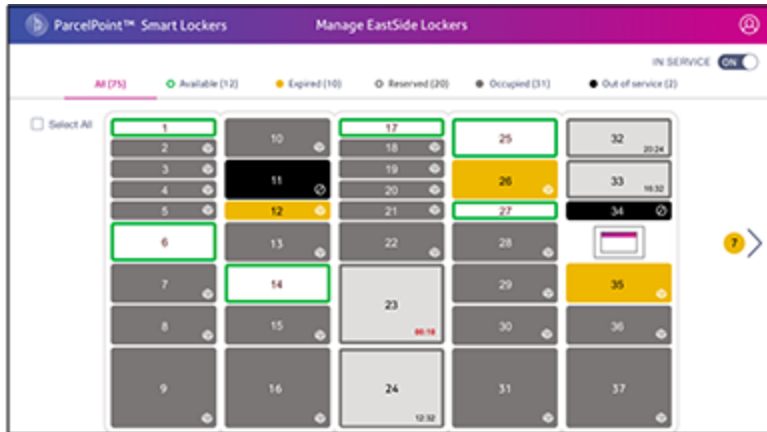 ParcelPoint™ Smart Lockers
Manage EastSide Lockers
IN SERVICE ON
All (75) Available (12) Expired (10) Reserved (20) Occupied (31) Out of service (2)
Select All
1 10 17 25 32 20:24
2 18
3 11 19 26 33 16:32
4 20
5 12 21 27 34
6 13 22 28
7
7 14 23 00:10 29 35
8 15 30 36
9 16 24 12:32 31 37